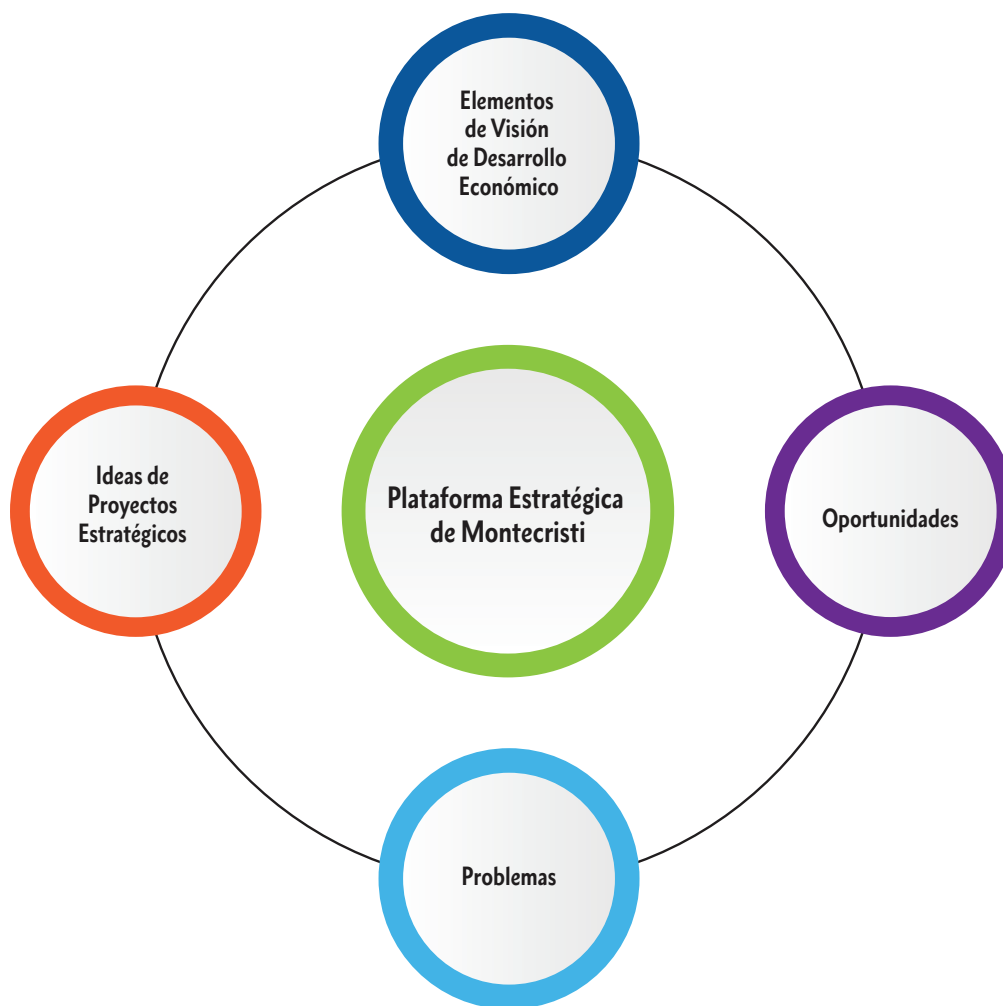 Elementos
de Visión
de Desarrollo
Económico
Ideas de
Proyectos
Estratégicos
Plataforma Estratégica
de Montecristi
Oportunidades
Problemas